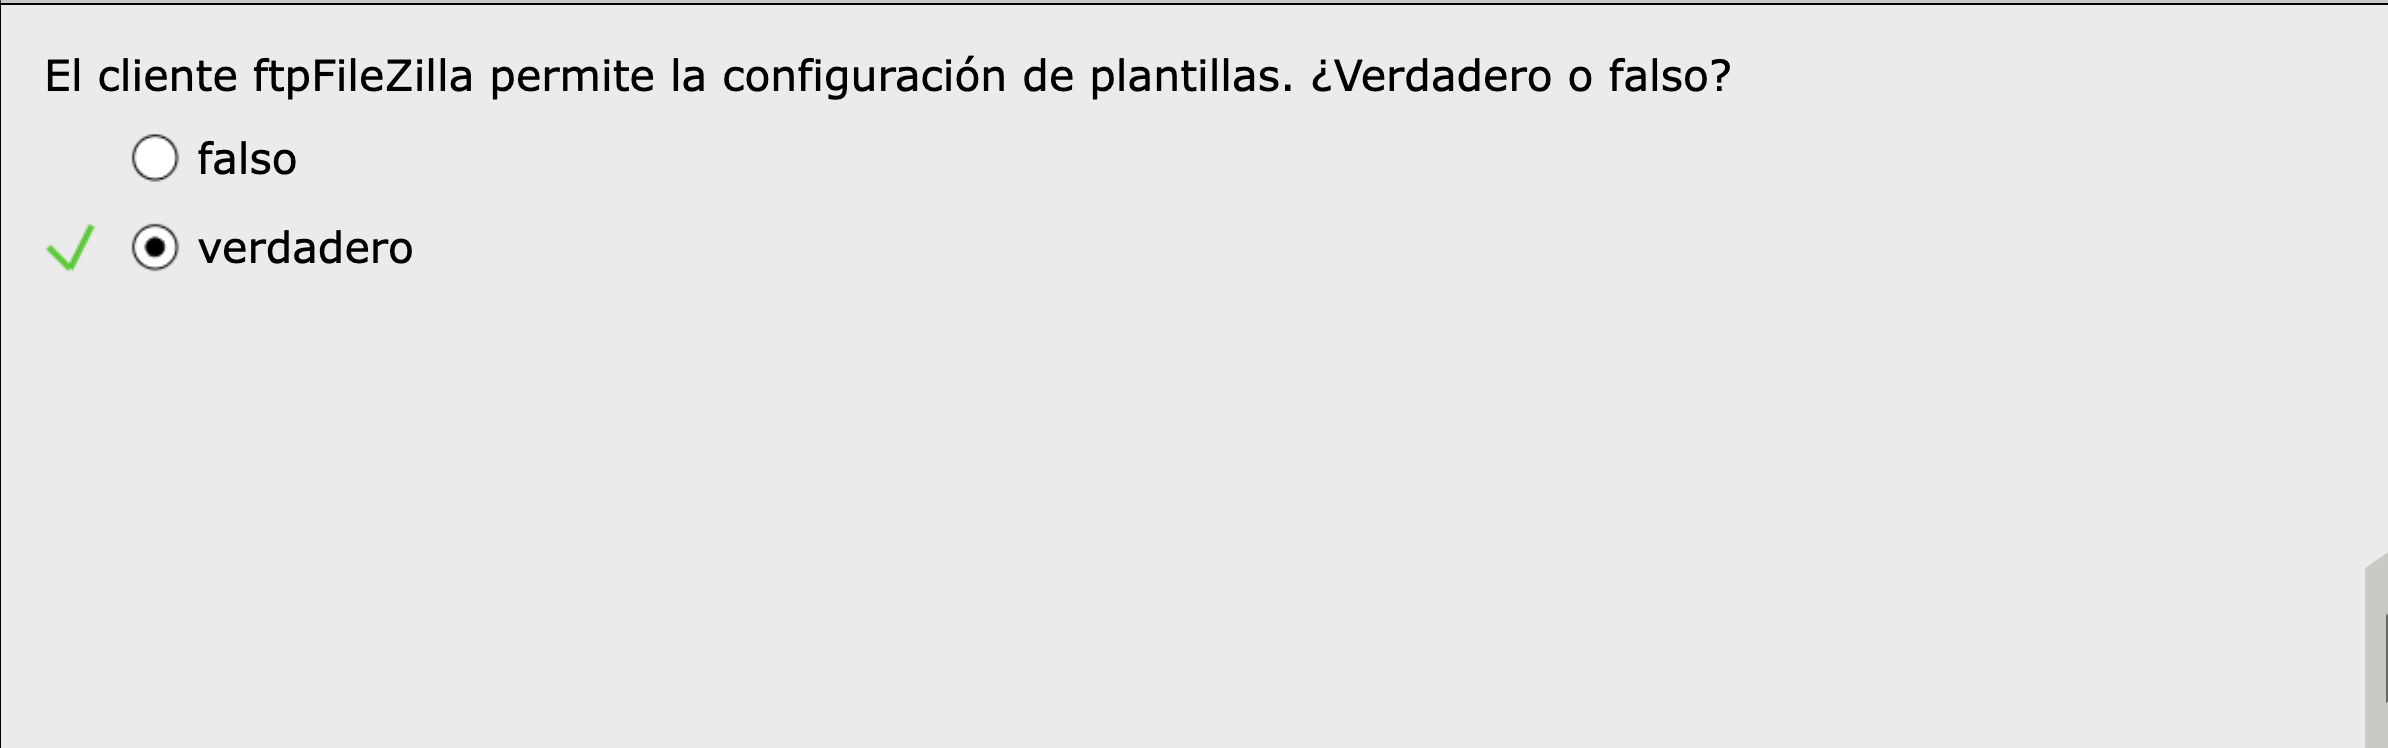 El cliente ftpFileZilla permite la configuración de plantillas. ¿Verdadero o falso?
falso
verdadero